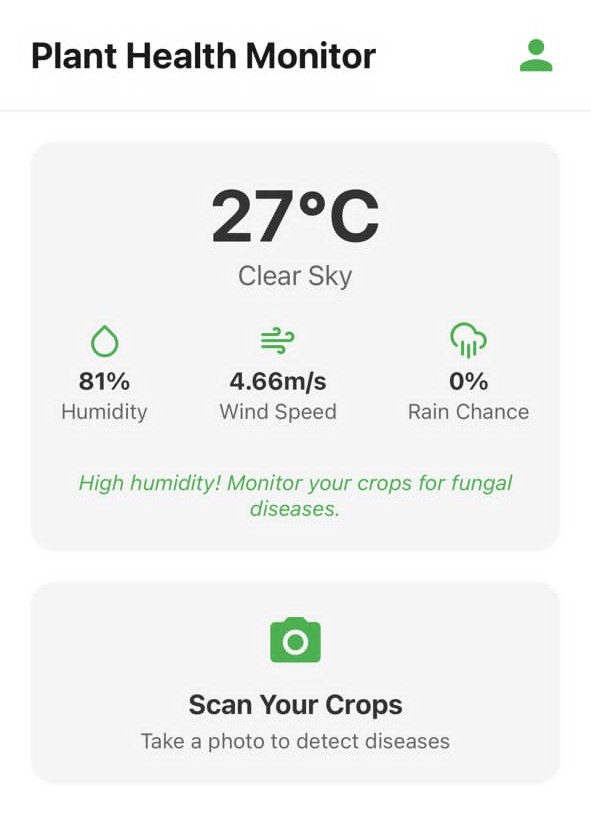 Plant Health Monitor
27°C
Clear Sky
81% 4.66m/s 0%
Humidity Wind Speed Rain Chance
High humidity! Monitor your crops for fungal
diseases.
Scan Your Crops
Take a photo to detect diseases